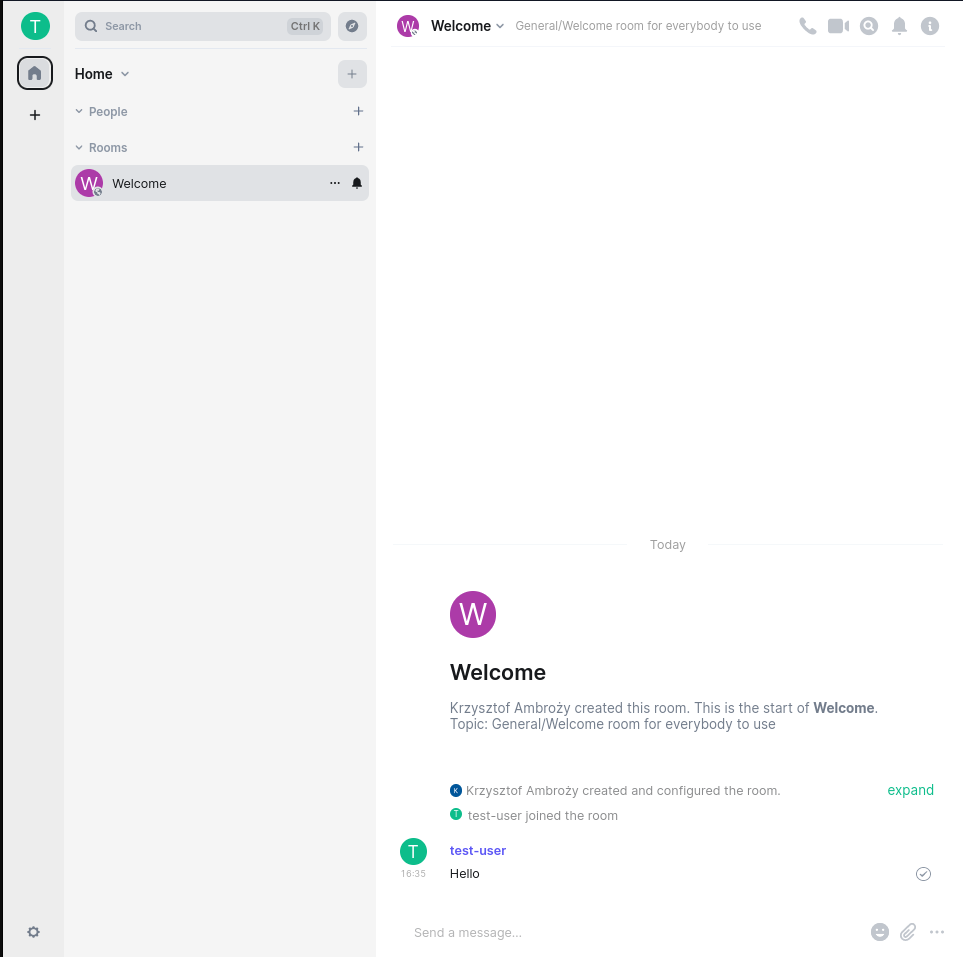 T
Search
Ctrl K
Home
People
Rooms
W
Welcome
W
Welcome
General/Welcome room for everybody to use
Today
W
Welcome
Krzysztof Ambroży created this room. This is the start of Welcome.
Topic: General/Welcome room for everybody to use
K Krzysztof Ambroży created and configured the room.
expand
T test-user joined the room
T
test-user
16:35
Hello
Send a message...